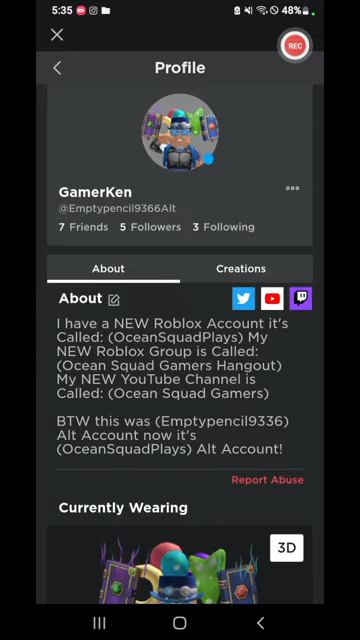 5:35
48%
REC
Profile
GamerKen
@Emptypencil9366Alt
7 Friends 5 Followers 3 Following
About Creations
About
I have a NEW Roblox Account it's
Called: (OceanSquadPlays) My
NEW Roblox Group is Called:
(Ocean Squad Gamers Hangout)
My NEW YouTube Channel is
Called: (Ocean Squad Gamers)
BTW this was (Emptypencil9336)
Alt Account now it's
(OceanSquadPlays) Alt Account!
Report Abuse
Currently Wearing
3D